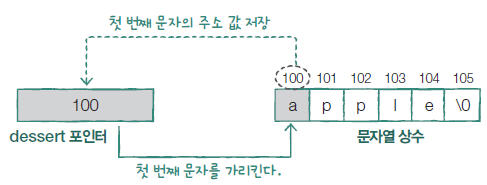 첫 번째 문자의 주소 값 저장
100 101 102 103 104 105
100
a p p l e \0
dessert 포인터
문자열 상수
첫 번째 문자를 가리킨다.